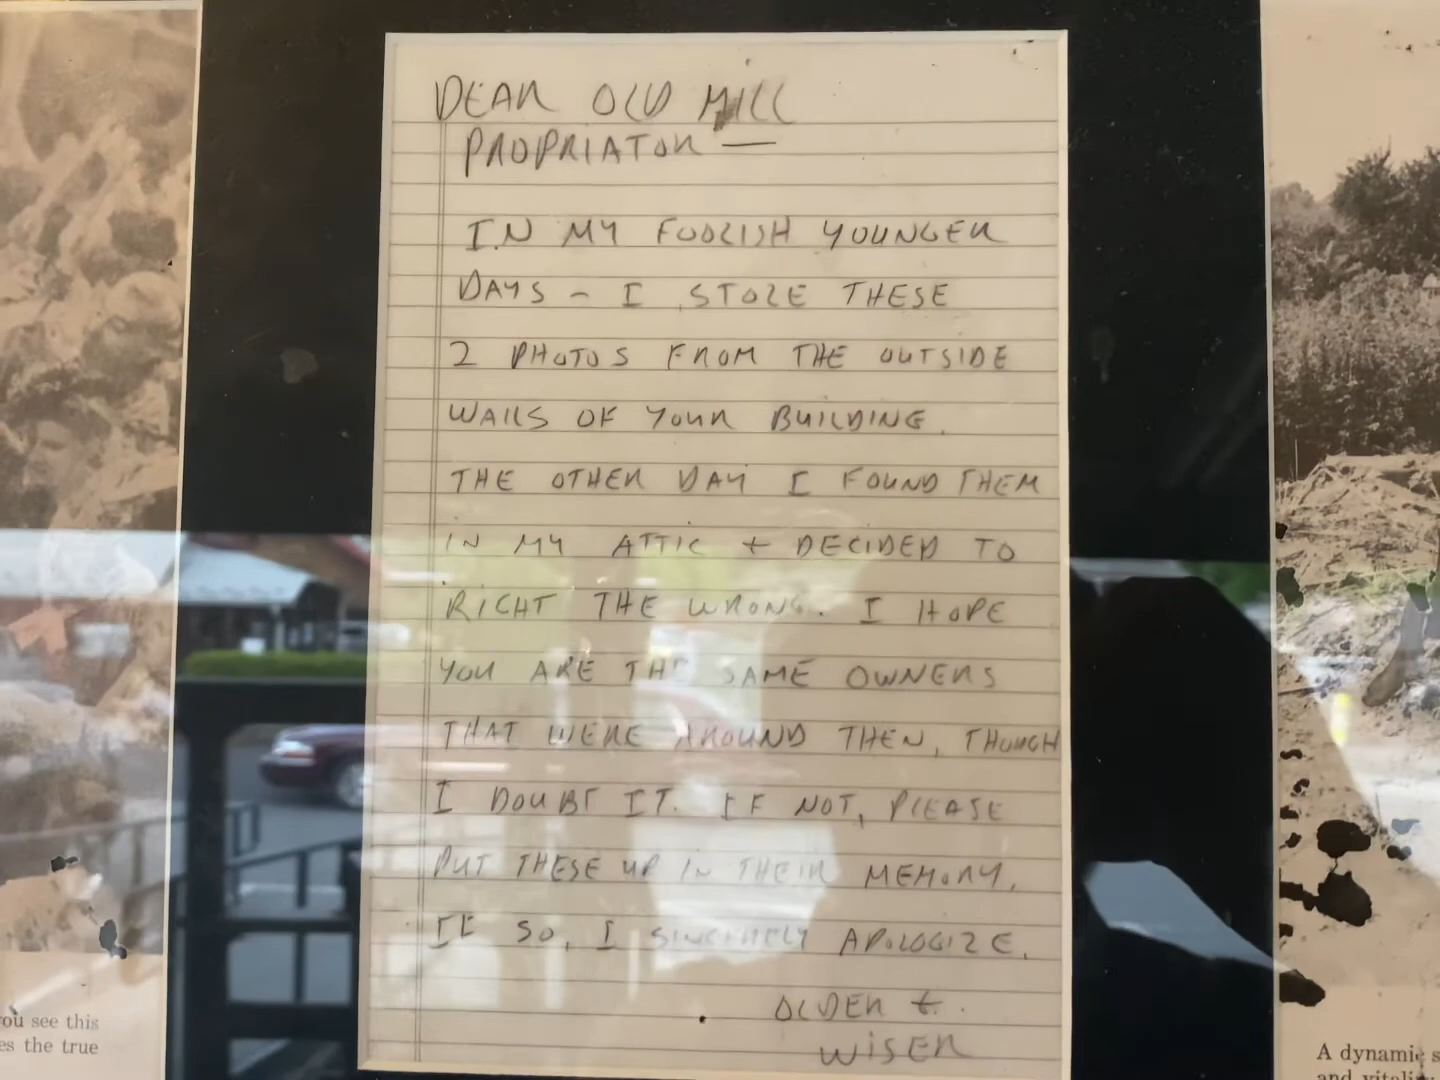 DEAR OLD MILL
PROPRIATOR —
IN MY FOOLISH YOUNGER
DAYS - I STOLE THESE
2 PHOTOS FROM THE OUTSIDE
WALLS OF YOUR BUILDING.
THE OTHER DAY I FOUND THEM
IN MY ATTIC + DECIDED TO
RIGHT THE WRONG. I HOPE
YOU ARE THE SAME OWNERS
THAT WERE AROUND THEN, THOUGH
I DOUBT IT. IF NOT, PLEASE
PUT THESE UP IN THEIR MEMORY.
IF SO, I SINCERELY APOLOGIZE.
OLDER +
WISER
you see this
es the true
A dynamic s
and vitality